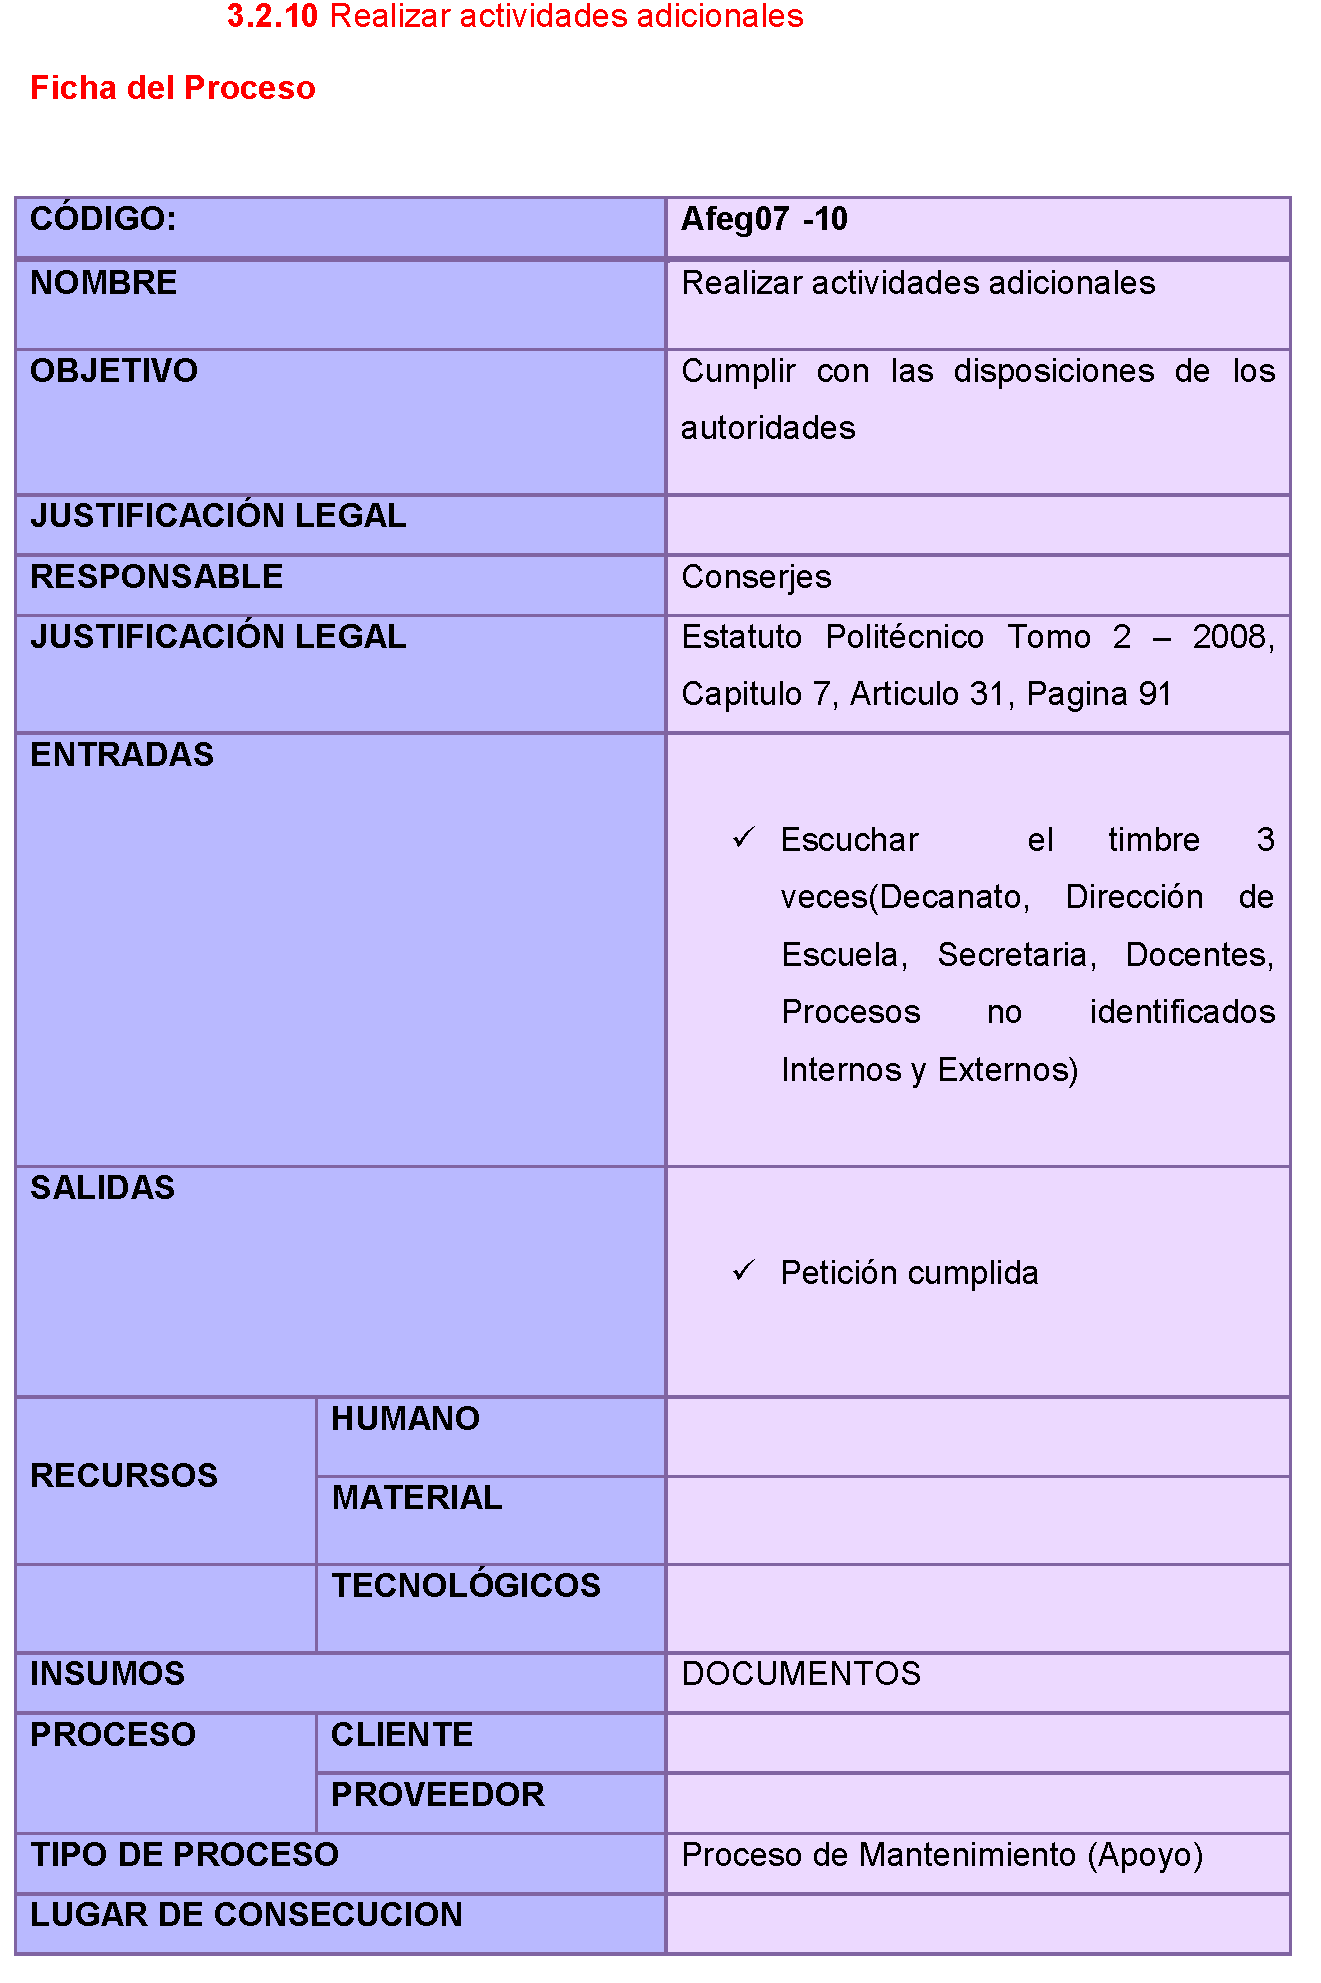 3.2.10 Realizar actividades adicionales
Ficha del Proceso
CÓDIGO: Afeg07 -10
NOMBRE Realizar actividades adicionales
OBJETIVO Cumplir con las disposiciones de los
autoridades
JUSTIFICACIÓN LEGAL
RESPONSABLE Conserjes
JUSTIFICACIÓN LEGAL Estatuto Politécnico Tomo 2 – 2008,
Capitulo 7, Articulo 31, Pagina 91
ENTRADAS
✓ Escuchar el timbre 3
veces(Decanato, Dirección de
Escuela, Secretaria, Docentes,
Procesos no identificados
Internos y Externos)
SALIDAS
✓ Petición cumplida
HUMANO
RECURSOS
MATERIAL
TECNOLÓGICOS
INSUMOS DOCUMENTOS
PROCESO CLIENTE
PROVEEDOR
TIPO DE PROCESO Proceso de Mantenimiento (Apoyo)
LUGAR DE CONSECUCION